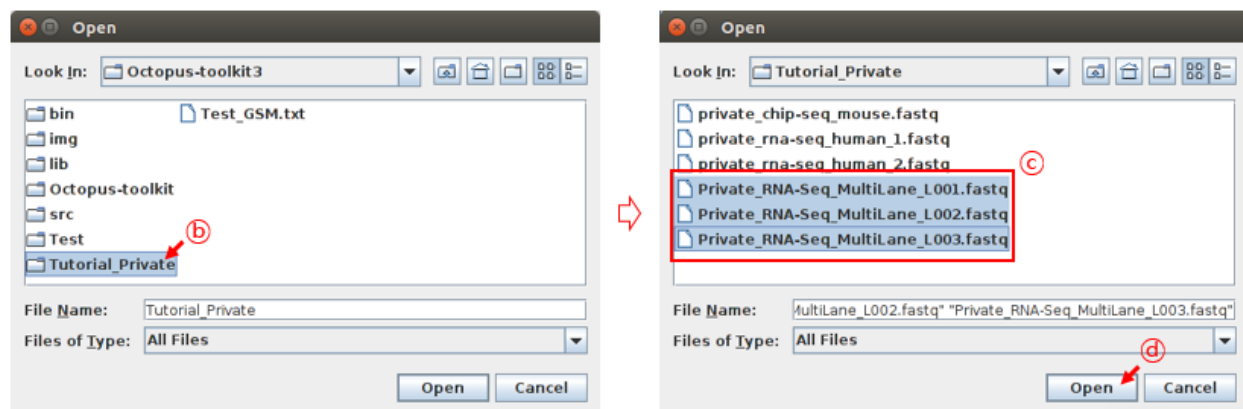 Open
Look In: Octopus-toolkit3
bin
img
lib
Octopus-toolkit
src
Test
Tutorial_Private
Test_GSM.txt
ⓑ
File Name: Tutorial_Private
Files of Type: All Files
Open Cancel
Open
Look In: Tutorial_Private
private_chip-seq_mouse.fastq
private_rna-seq_human_1.fastq
private_rna-seq_human_2.fastq
ⓒ
Private_RNA-Seq_MultiLane_L001.fastq
Private_RNA-Seq_MultiLane_L002.fastq
Private_RNA-Seq_MultiLane_L003.fastq
File Name: MultiLane_L002.fastq" "Private_RNA-Seq_MultiLane_L003.fastq"
Files of Type: All Files
ⓓ
Open Cancel